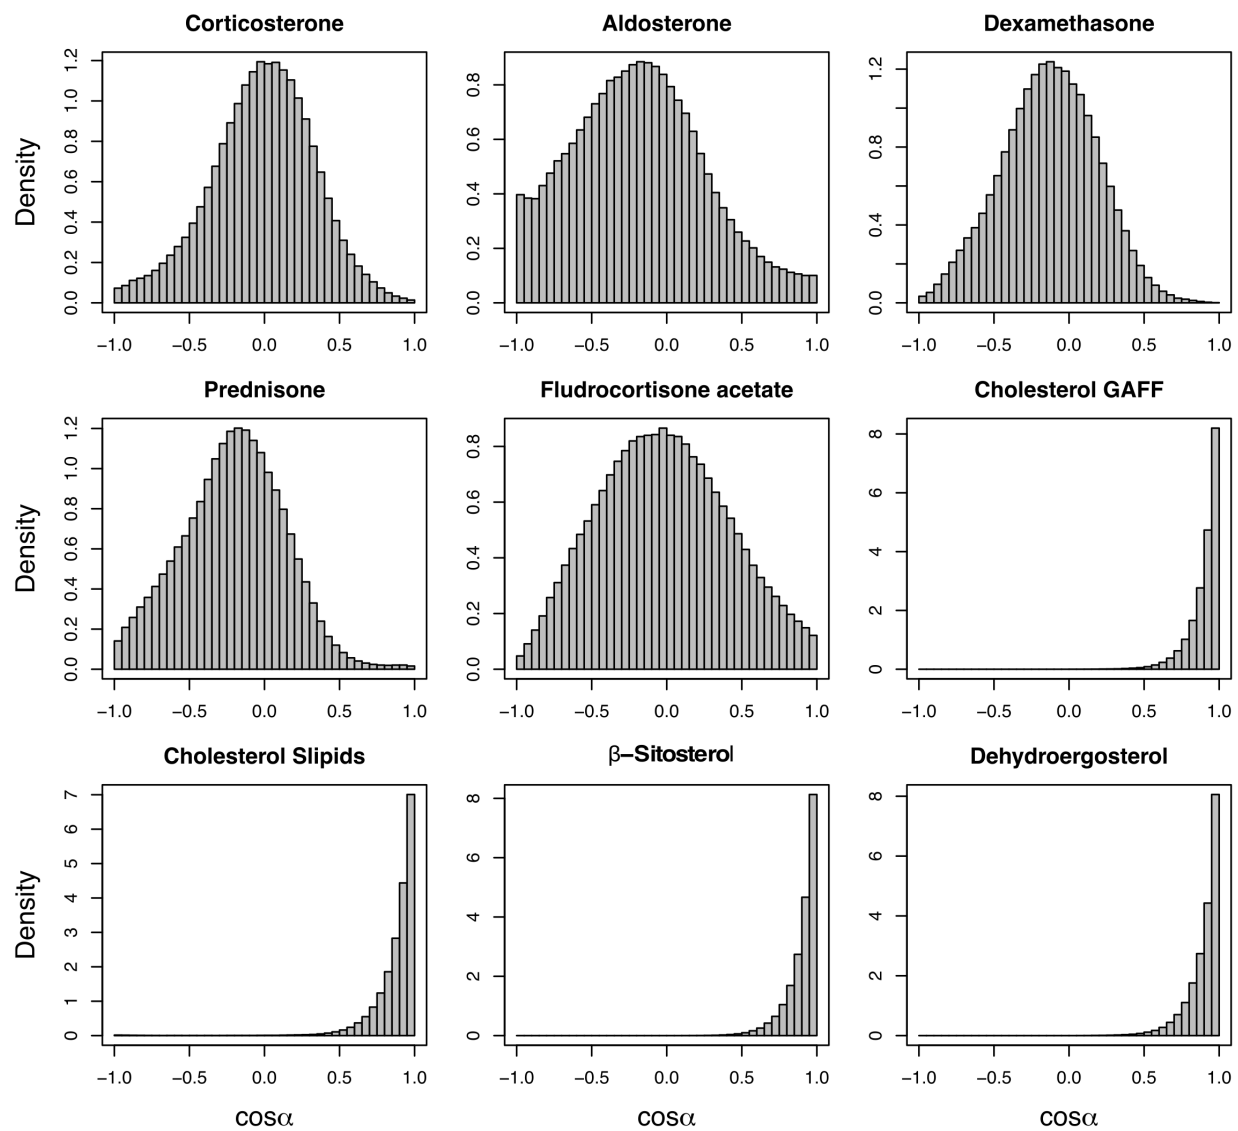 Corticosterone
Aldosterone
Dexamethasone
Density
0.0 0.2 0.4 0.6 0.8 1.0 1.2
−1.0 −0.5 0.0 0.5 1.0
0.0 0.2 0.4 0.6 0.8
−1.0 −0.5 0.0 0.5 1.0
0.0 0.4 0.8 1.2
−1.0 −0.5 0.0 0.5 1.0
Prednisone
Fludrocortisone acetate
Cholesterol GAFF
Density
0.0 0.2 0.4 0.6 0.8 1.0 1.2
−1.0 −0.5 0.0 0.5 1.0
0.0 0.2 0.4 0.6 0.8
−1.0 −0.5 0.0 0.5 1.0
0 2 4 6 8
−1.0 −0.5 0.0 0.5 1.0
Cholesterol Slipids
β−Sitosterol
Dehydroergosterol
Density
0 1 2 3 4 5 6 7
−1.0 −0.5 0.0 0.5 1.0
0 2 4 6 8
−1.0 −0.5 0.0 0.5 1.0
0 2 4 6 8
−1.0 −0.5 0.0 0.5 1.0
cosα
cosα
cosα